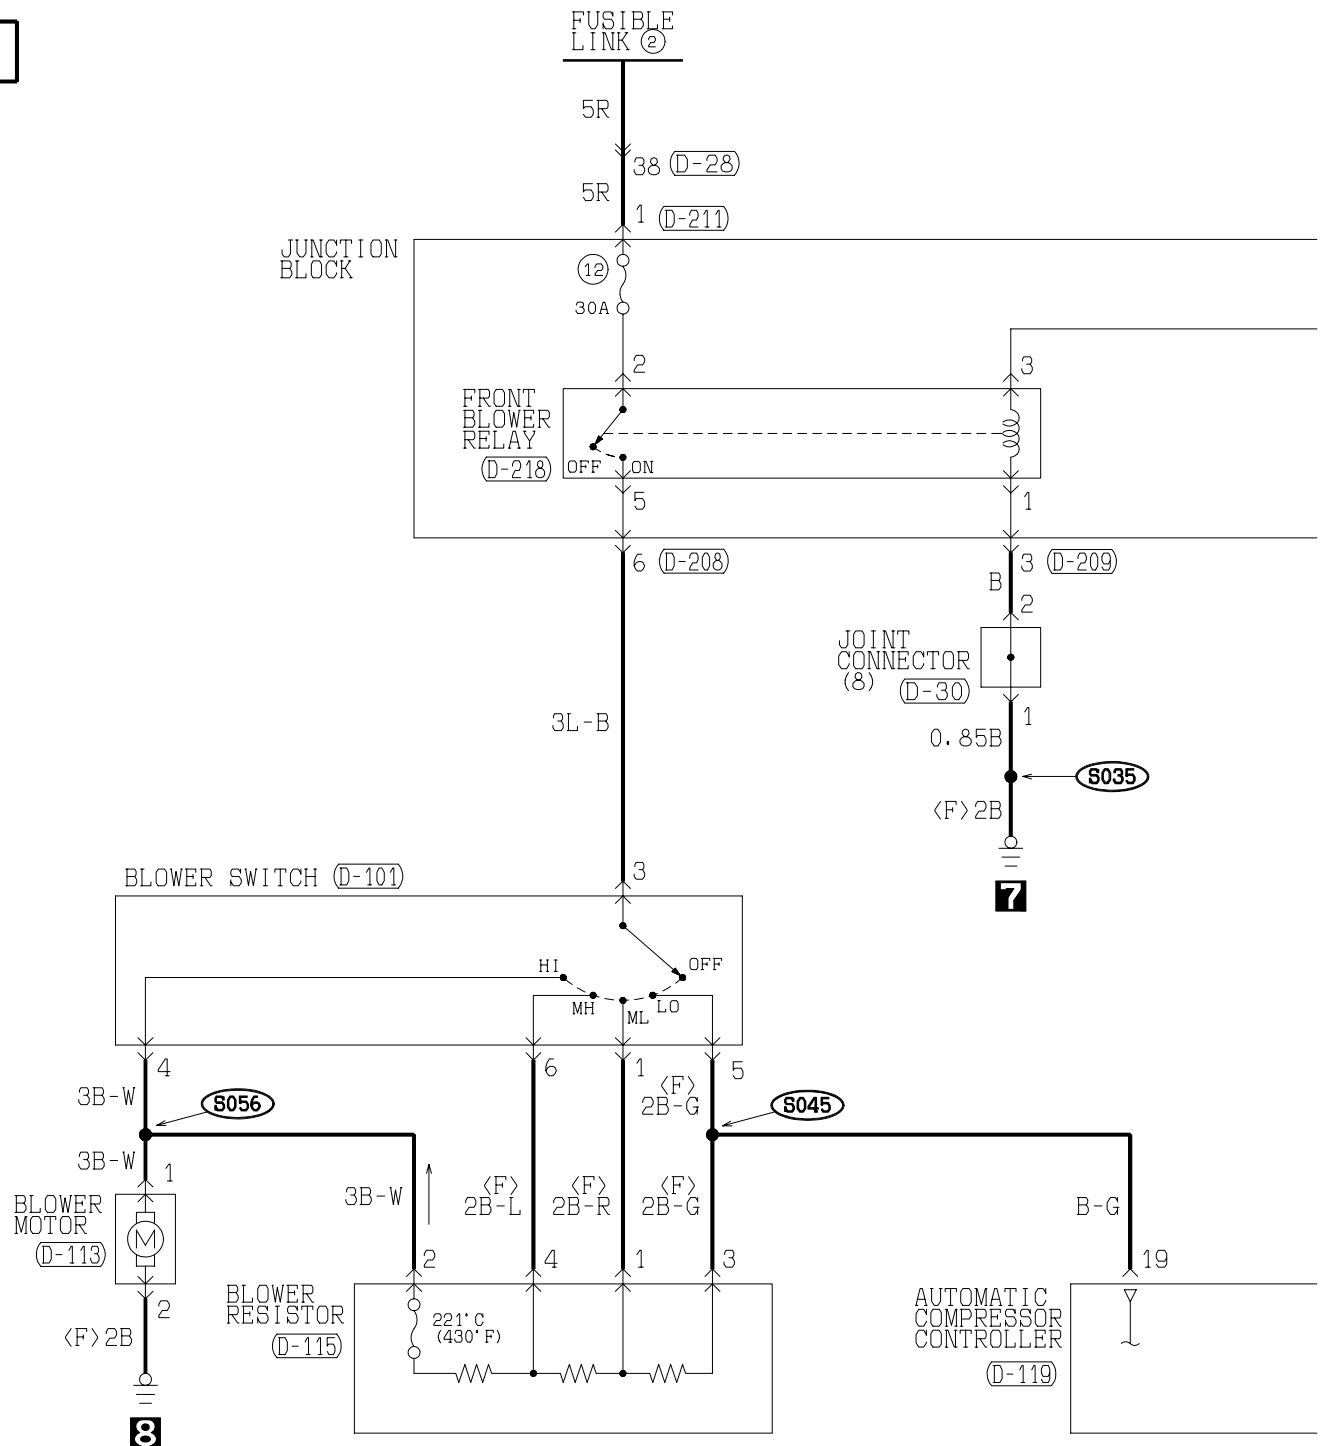 FUSIBLE
LINK 2
5R
38 D-28
5R
1 D-211
JUNCTION
BLOCK
12
30A
2
3
FRONT
BLOWER
RELAY
D-218
OFF ON
5
1
6 D-208
3 D-209
B
2
JOINT
CONNECTOR
(8) D-30
1
3L-B
0.85B
S035
<F>2B
7
BLOWER SWITCH D-101
3
HI
OFF
MH
ML
LO
4
6
1
5
3B-W
<F>
2B-G
S056
S045
3B-W
1
3B-W
<F>
2B-L
<F>
2B-R
<F>
2B-G
B-G
BLOWER
MOTOR
D-113
2
4
1
3
19
2
BLOWER
RESISTOR
D-115
221°C
(430°F)
AUTOMATIC
COMPRESSOR
CONTROLLER
D-119
<F>2B
8